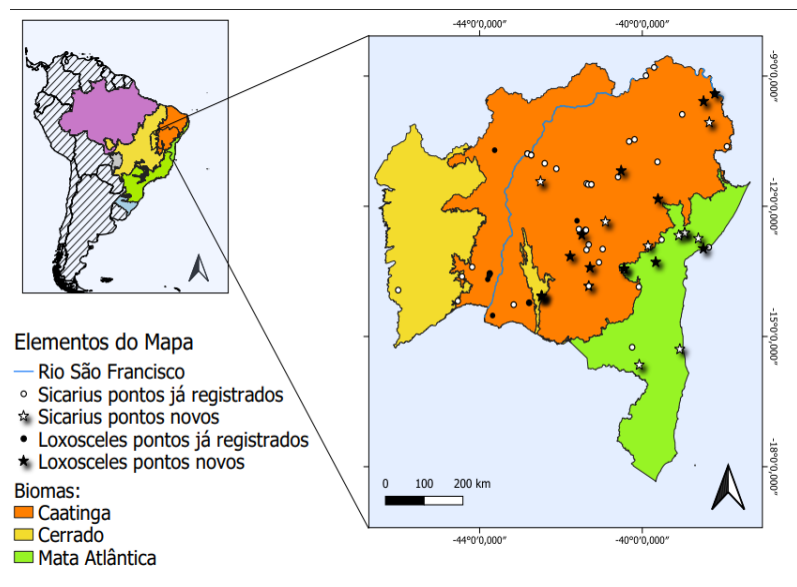 -44°0'0,000" -40°0'0,000"
-9°0'0,000"
-12°0'0,000"
-15°0'0,000"
-18°0'0,000"
0 100 200 km
-44°0'0,000" -40°0'0,000"
Elementos do Mapa
Rio São Francisco
Sicarius pontos já registrados
Sicarius pontos novos
Loxosceles pontos já registrados
Loxosceles pontos novos
Biomas:
Caatinga
Cerrado
Mata Atlântica